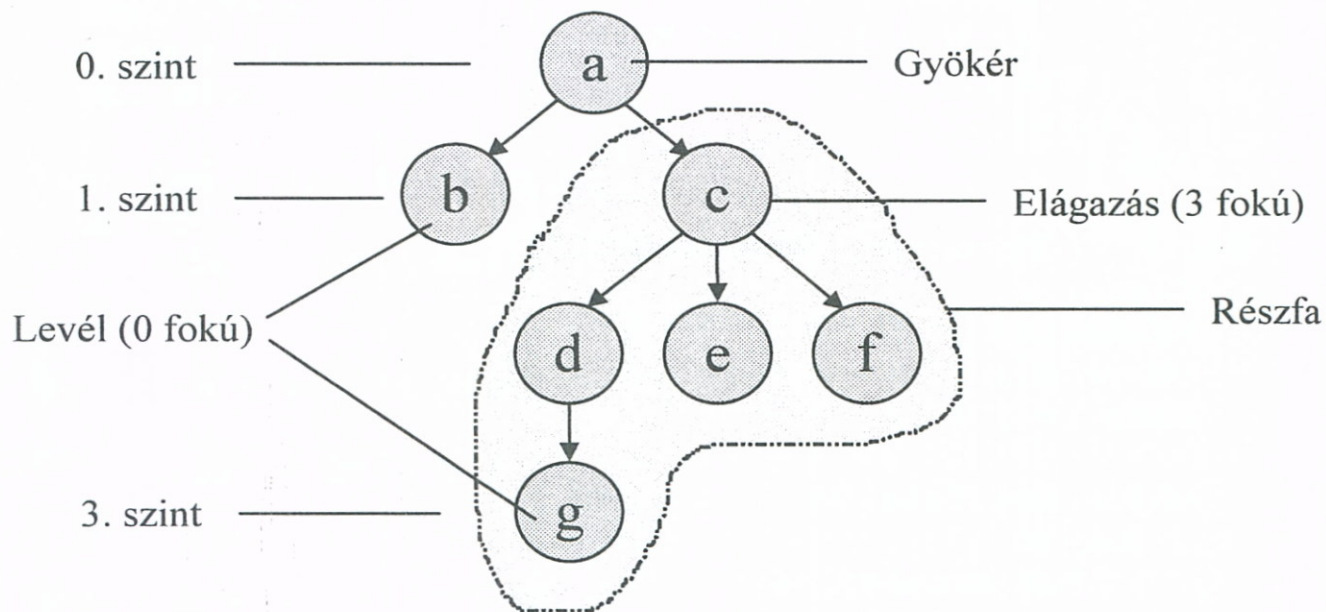 0. szint
a
Gyökér
1. szint
b
c
Elágazás (3 fokú)
Levél (0 fokú)
d
e
f
Részfa
3. szint
g